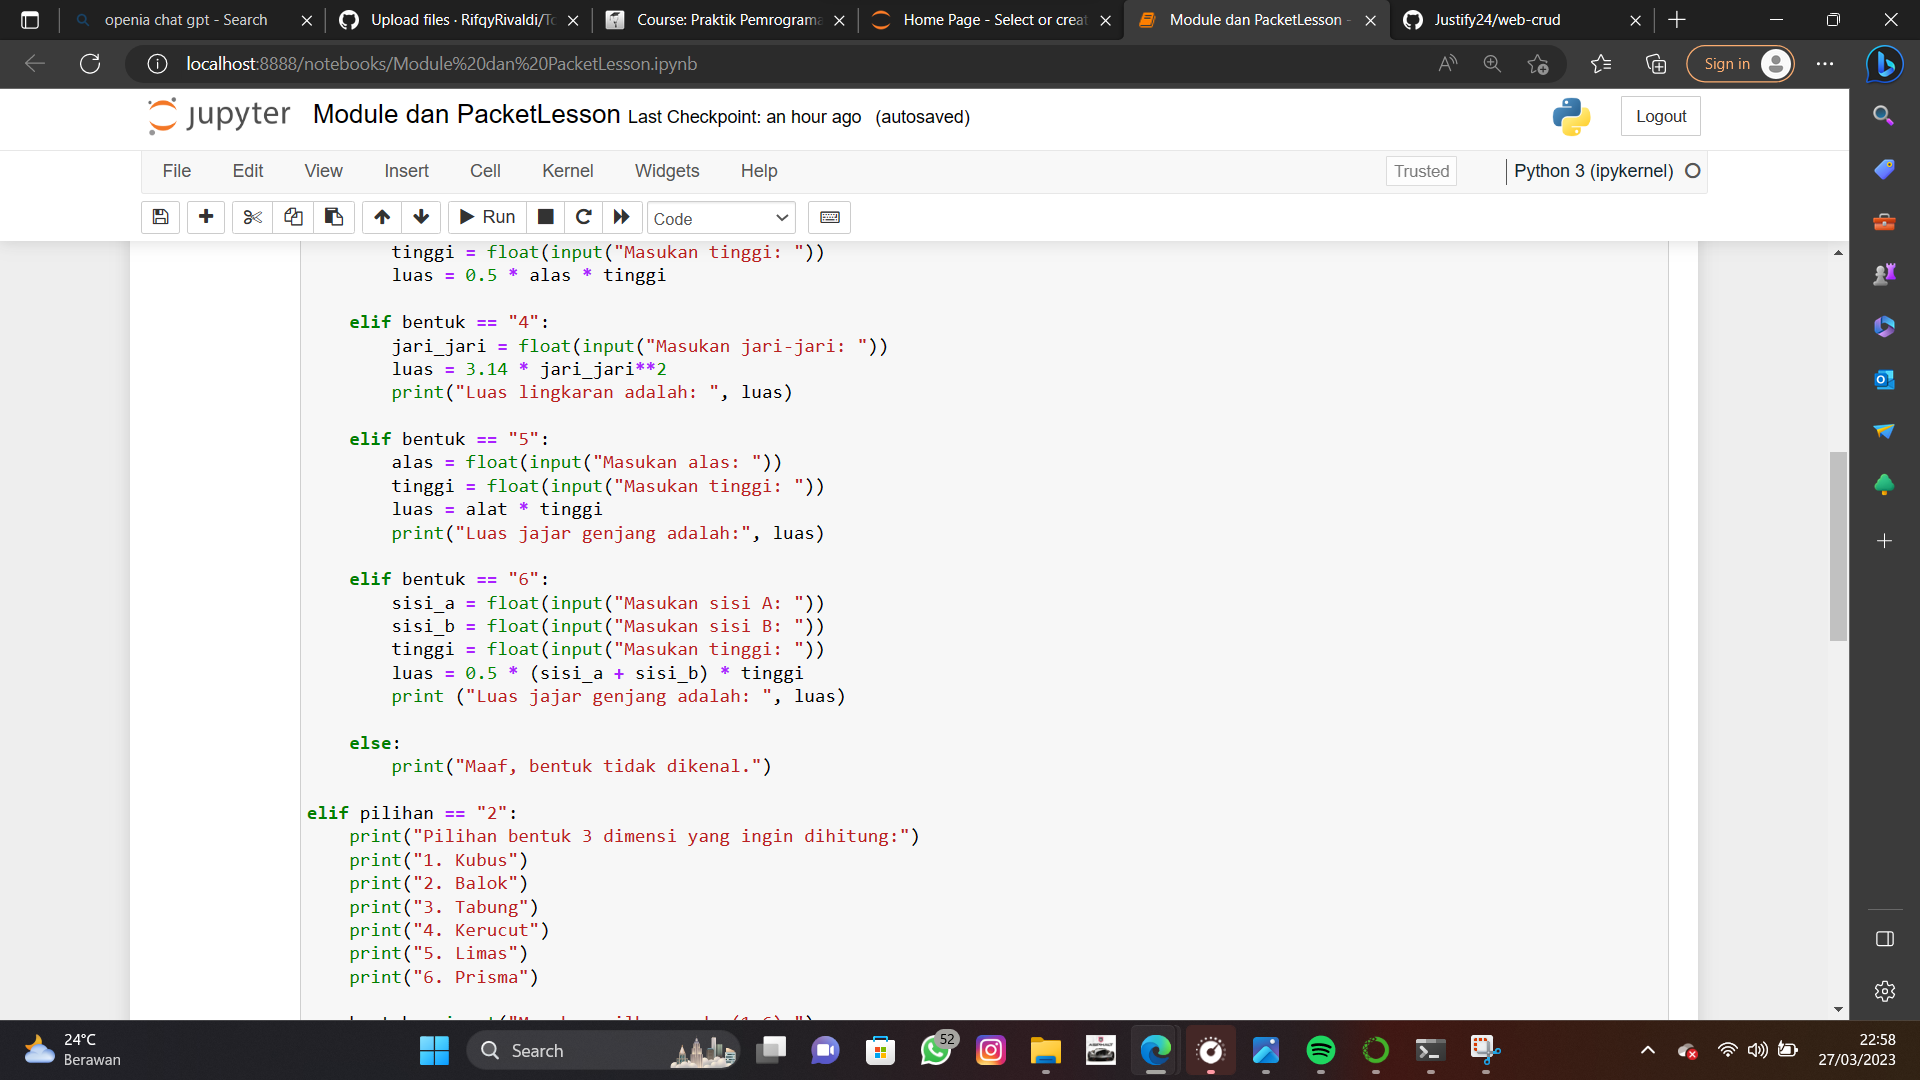 openia chat gpt - Search
Upload files · RifqyRivaldi/Tc
Course: Praktik Pemrograma
Home Page - Select or creat
Module dan PacketLesson -
Justify24/web-crud
localhost:8888/notebooks/Module%20dan%20PacketLesson.ipynb
Sign in
jupyter Module dan PacketLesson Last Checkpoint: an hour ago (autosaved)
Logout
File Edit View Insert Cell Kernel Widgets Help
Trusted
Python 3 (ipykernel)
Run
Code
tinggi = float(input("Masukan tinggi: "))
luas = 0.5 * alas * tinggi
elif bentuk == "4":
jari_jari = float(input("Masukan jari-jari: "))
luas = 3.14 * jari_jari**2
print("Luas lingkaran adalah: ", luas)
elif bentuk == "5":
alas = float(input("Masukan alas: "))
tinggi = float(input("Masukan tinggi: "))
luas = alat * tinggi
print("Luas jajar genjang adalah:", luas)
elif bentuk == "6":
sisi_a = float(input("Masukan sisi A: "))
sisi_b = float(input("Masukan sisi B: "))
tinggi = float(input("Masukan tinggi: "))
luas = 0.5 * (sisi_a + sisi_b) * tinggi
print ("Luas jajar genjang adalah: ", luas)
else:
print("Maaf, bentuk tidak dikenal.")
elif pilihan == "2":
print("Pilihan bentuk 3 dimensi yang ingin dihitung:")
print("1. Kubus")
print("2. Balok")
print("3. Tabung")
print("4. Kerucut")
print("5. Limas")
print("6. Prisma")
24°C
Berawan
Search
52
22:58
27/03/2023